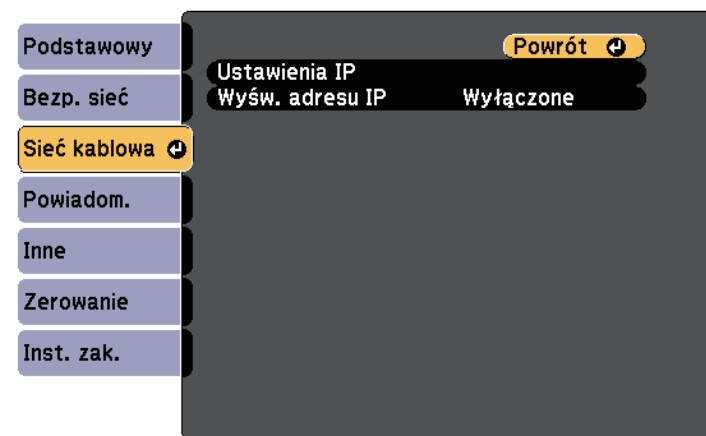 Podstawowy
Bezp. sieć
Sieć kablowa
Powiadom.
Inne
Zerowanie
Inst. zak.
Powrót
Ustawienia IP
Wyśw. adresu IP Wyłączone